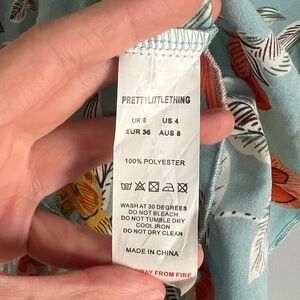 PRETTYLITTLETHING
UK 8 US 4
EUR 36 AUS 8
100% POLYESTER
WASH AT 30 DEGREES
DO NOT BLEACH
DO NOT TUMBLE DRY
COOL IRON
DO NOT DRY CLEAN
MADE IN CHINA
AWAY FROM FIRE